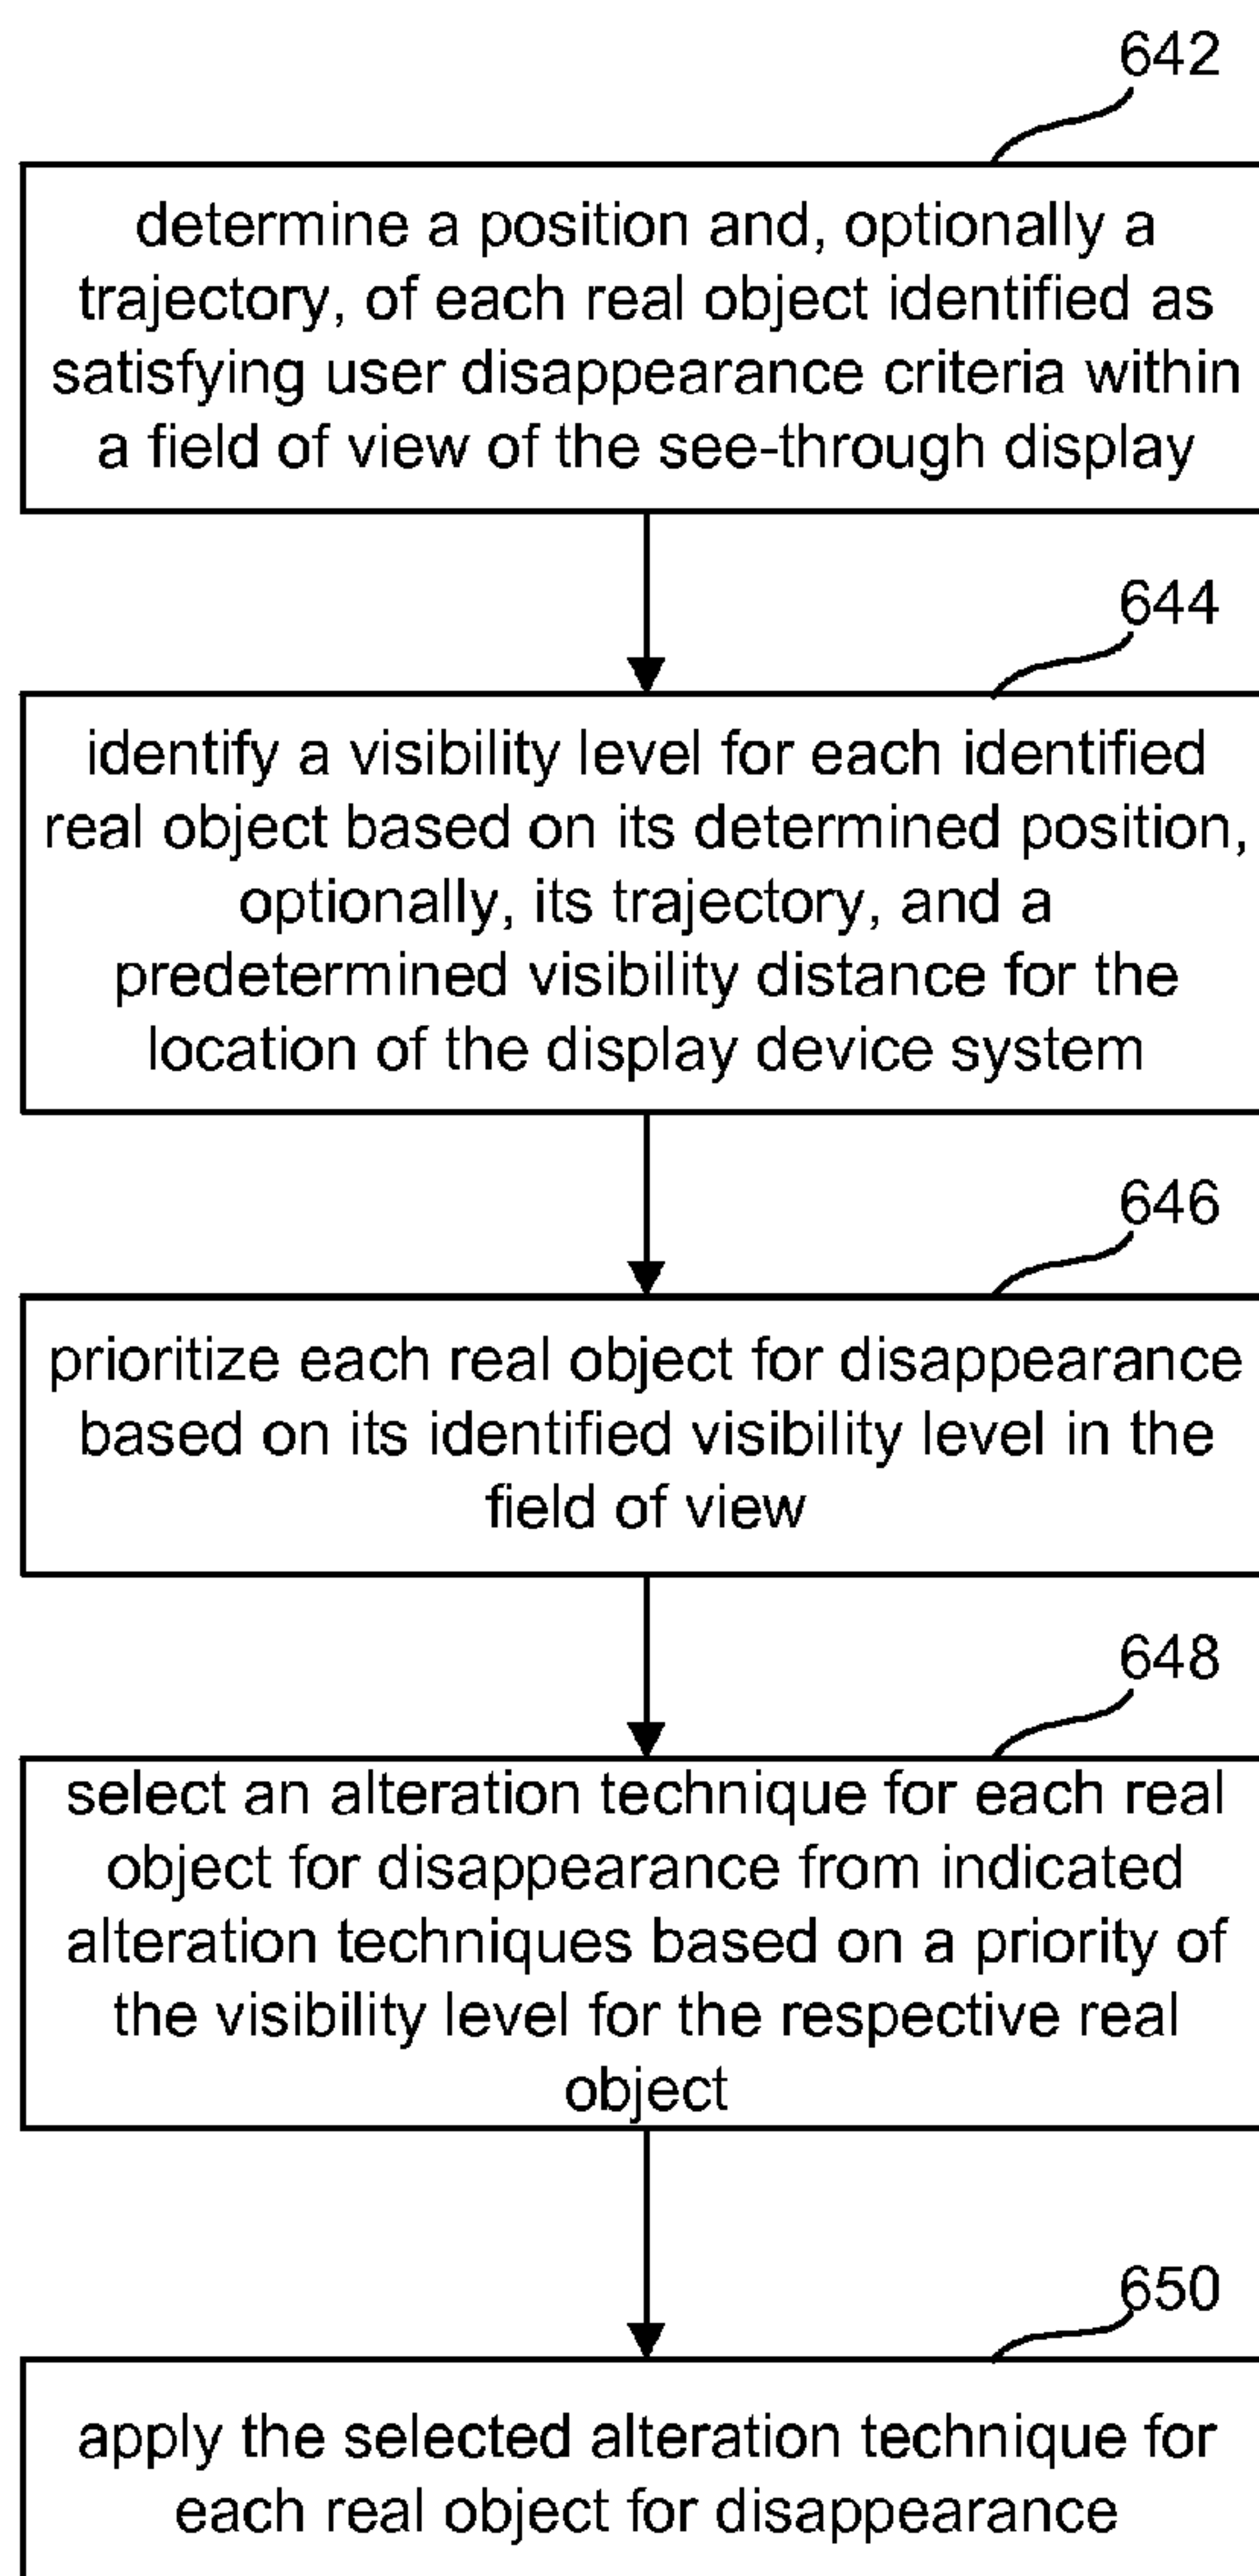 642
determine a position and, optionally a
trajectory, of each real object identified as
satisfying user disappearance criteria within
a field of view of the see-through display
644
identify a visibility level for each identified
real object based on its determined position,
optionally, its trajectory, and a
predetermined visibility distance for the
location of the display device system
646
prioritize each real object for disappearance
based on its identified visibility level in the
field of view
648
select an alteration technique for each real
object for disappearance from indicated
alteration techniques based on a priority of
the visibility level for the respective real
object
650
apply the selected alteration technique for
each real object for disappearance